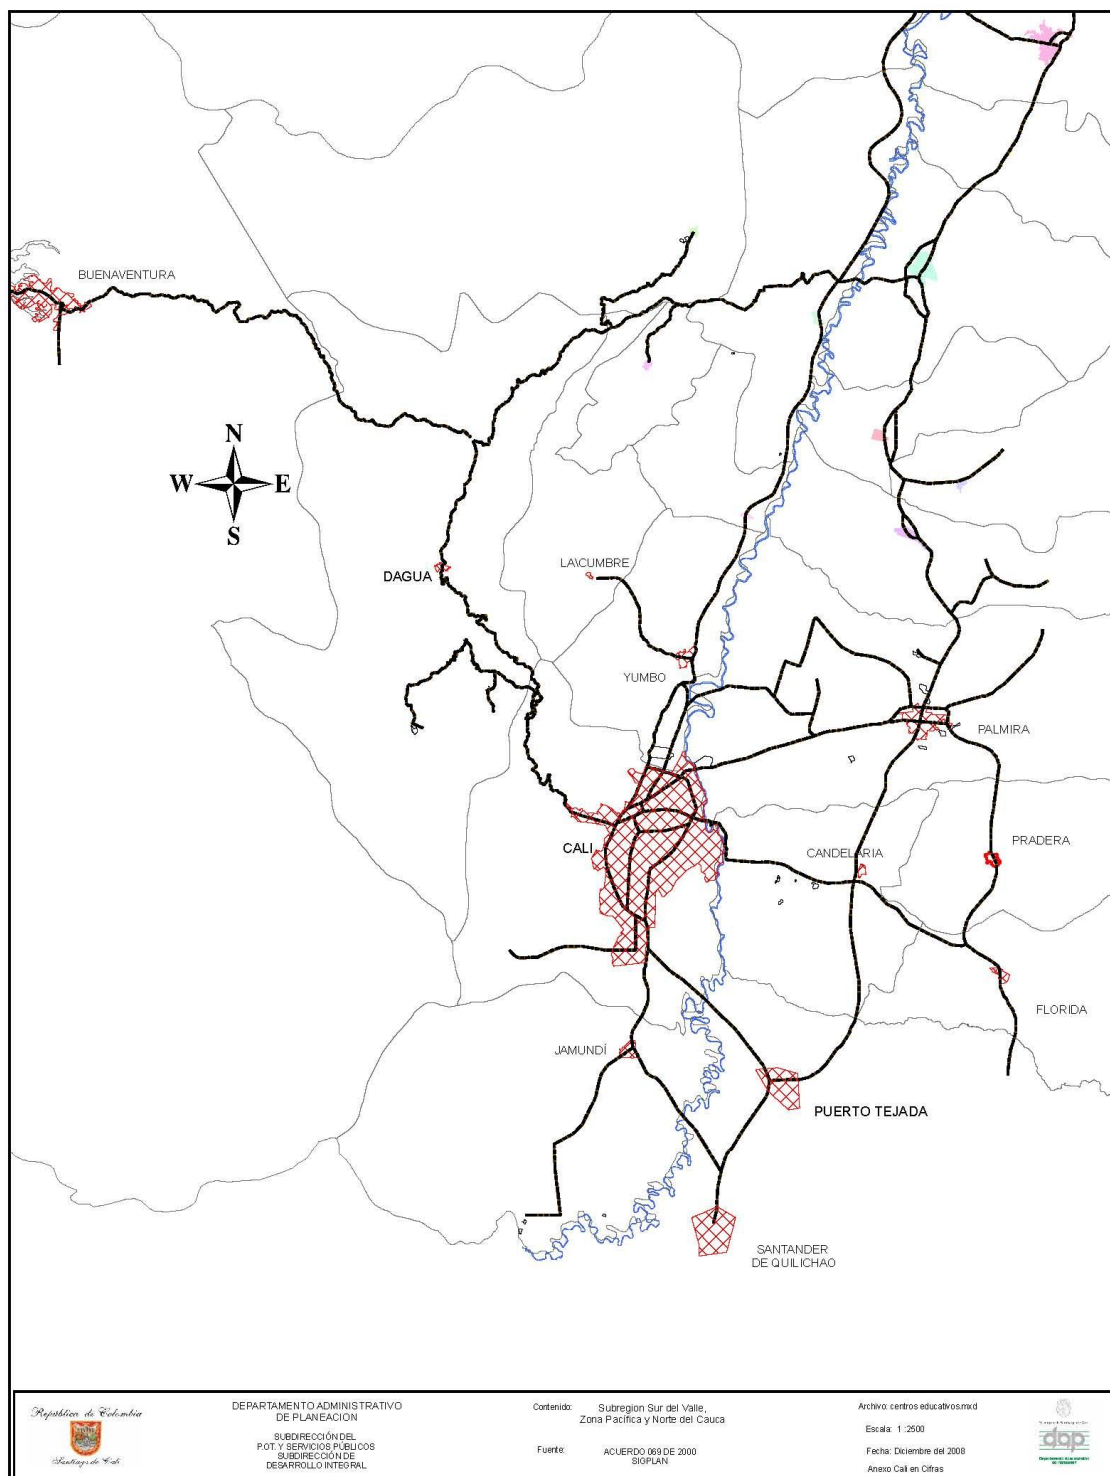 BUENAVENTURA
N
W E
S
DAGUA
LA CUMBRE
YUMBO
PALMIRA
CALI
CANDELARIA
PRADERA
FLORIDA
JAMUNDÍ
PUERTO TEJADA
SANTANDER
DE QUILICHAO
República de Colombia
Santiago de Cali
DEPARTAMENTO ADMINISTRATIVO
DE PLANEACION
SUBDIRECCIÓN DEL
P.O.T. Y SERVICIOS PÚBLICOS
SUBDIRECCIÓN DE
DESARROLLO INTEGRAL
Contenido: Subregion Sur del Valle,
Zona Pacifica y Norte del Cauca
Fuente: ACUERDO 069 DE 2000
SIGPLAN
Archivo: centros educativos.mxd
Escala: 1 :2500
Fecha: Diciembre del 2008
Anexo Cali en Cifras
dap